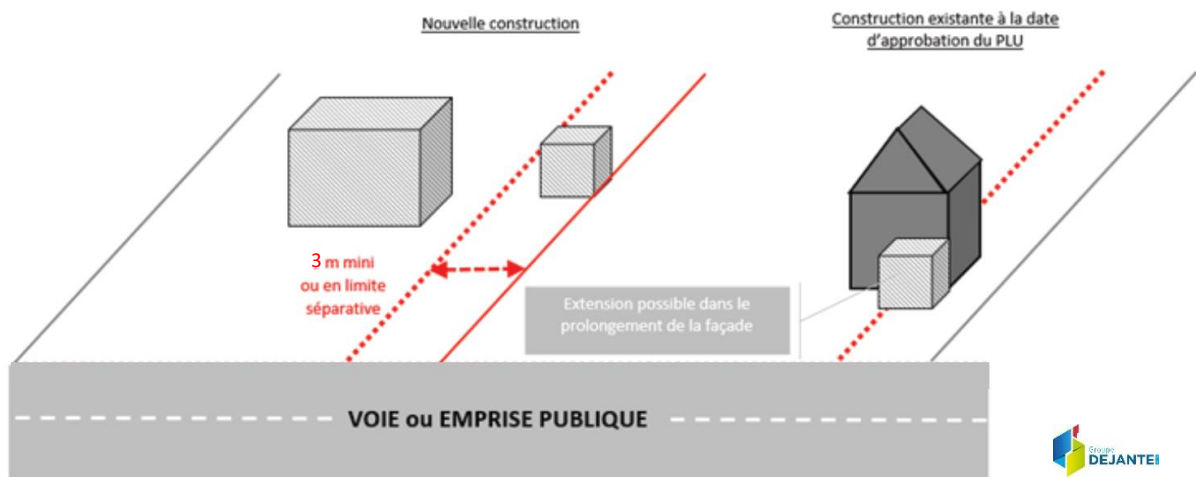 Nouvelle construction
Construction existante à la date
d'approbation du PLU
3 m mini
ou en limite
séparative
Extension possible dans le
prolongement de la façade
VOIE ou EMPRISE PUBLIQUE
Groupe
DEJANTE